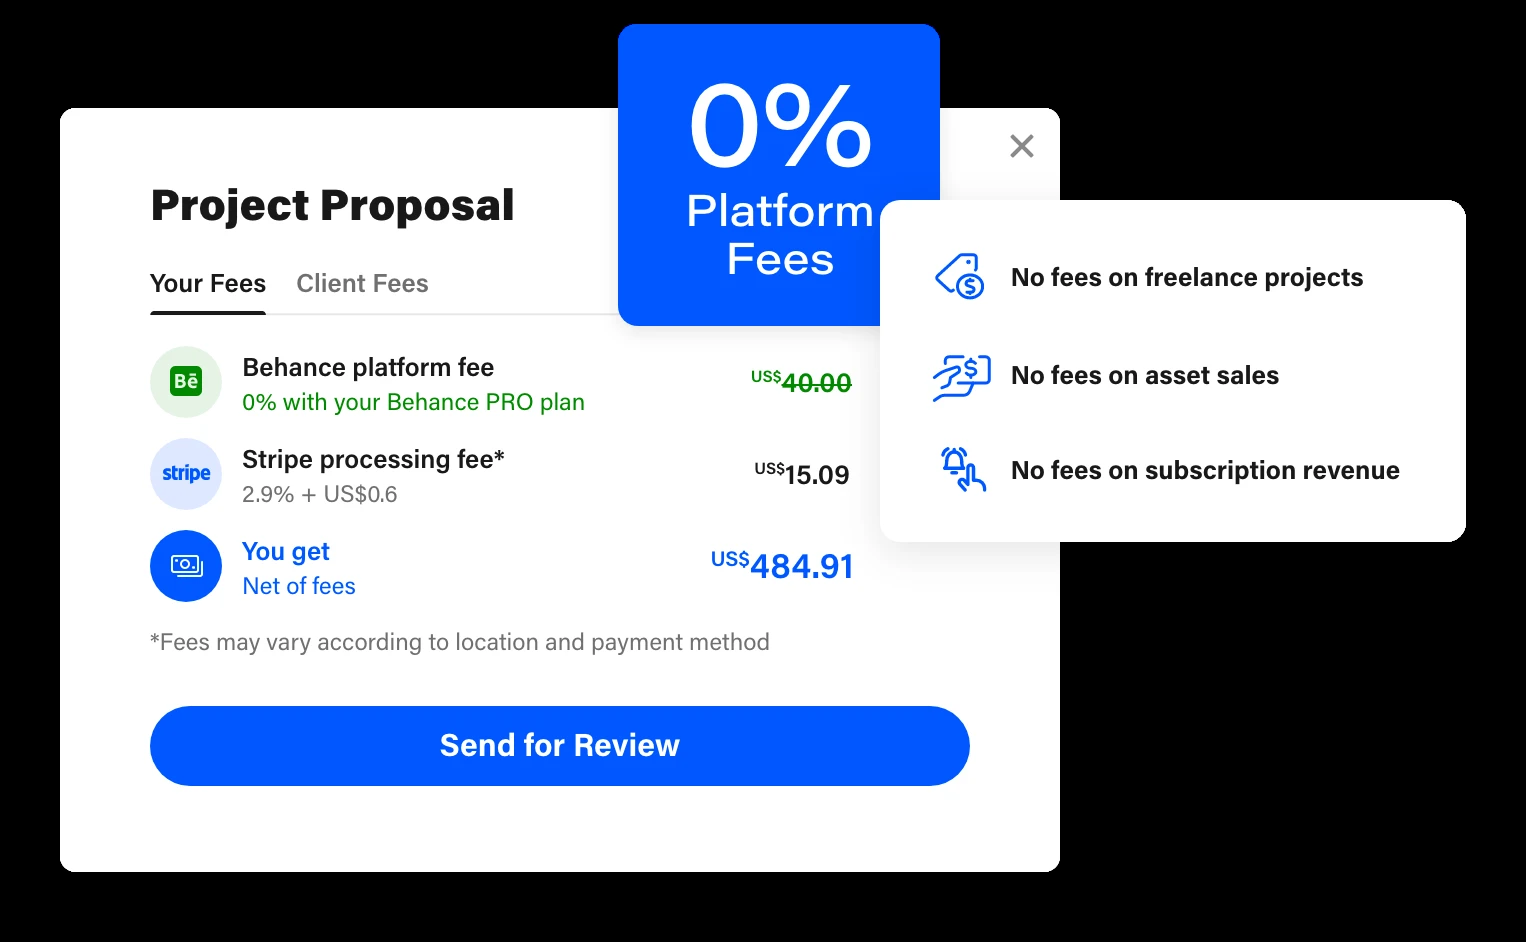 0%
Platform
Fees
Project Proposal
Your Fees Client Fees
Bē
Behance platform fee
0% with your Behance PRO plan
US$40.00
stripe
Stripe processing fee*
2.9% + US$0.6
US$15.09
You get
Net of fees
US$484.91
*Fees may vary according to location and payment method
Send for Review
No fees on freelance projects
No fees on asset sales
No fees on subscription revenue